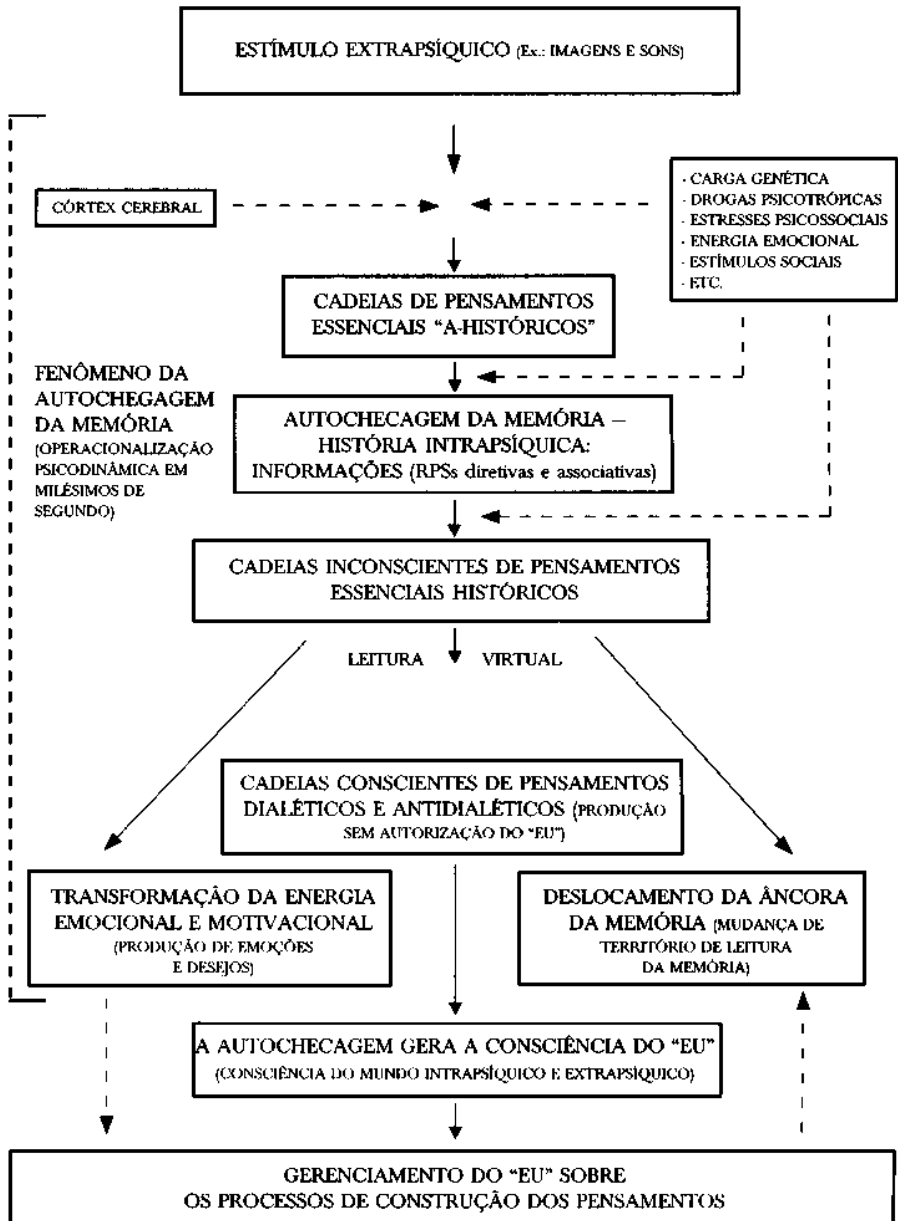 ESTÍMULO EXTRAPSÍQUICO (Ex.: IMAGENS E SONS)
CÓRTEX CEREBRAL
- CARGA GENÉTICA
- DROGAS PSICOTRÓPICAS
- ESTRESSES PSICOSSOCIAIS
- ENERGIA EMOCIONAL
- ESTÍMULOS SOCIAIS
- ETC.
CADEIAS DE PENSAMENTOS
ESSENCIAIS “A-HISTÓRICOS”
FENÔMENO DA
AUTOCHEGAGEM
DA MEMÓRIA
(OPERACIONALIZAÇÃO
PSICODINÂMICA EM
MILÉSIMOS DE
SEGUNDO)
AUTOCHECAGEM DA MEMÓRIA –
HISTÓRIA INTRAPSÍQUICA:
INFORMAÇÕES (RPSs diretivas e associativas)
CADEIAS INCONSCIENTES DE PENSAMENTOS
ESSENCIAIS HISTÓRICOS
LEITURA VIRTUAL
CADEIAS CONSCIENTES DE PENSAMENTOS
DIALÉTICOS E ANTIDIALÉTICOS (PRODUÇÃO
SEM AUTORIZAÇÃO DO “EU”)
TRANSFORMAÇÃO DA ENERGIA
EMOCIONAL E MOTIVACIONAL
(PRODUÇÃO DE EMOÇÕES
E DESEJOS)
DESLOCAMENTO DA ÂNCORA
DA MEMÓRIA (MUDANÇA DE
TERRITÓRIO DE LEITURA
DA MEMÓRIA)
A AUTOCHECAGEM GERA A CONSCIÊNCIA DO “EU”
(CONSCIÊNCIA DO MUNDO INTRAPSÍQUICO E EXTRAPSÍQUICO)
GERENCIAMENTO DO “EU” SOBRE
OS PROCESSOS DE CONSTRUÇÃO DOS PENSAMENTOS